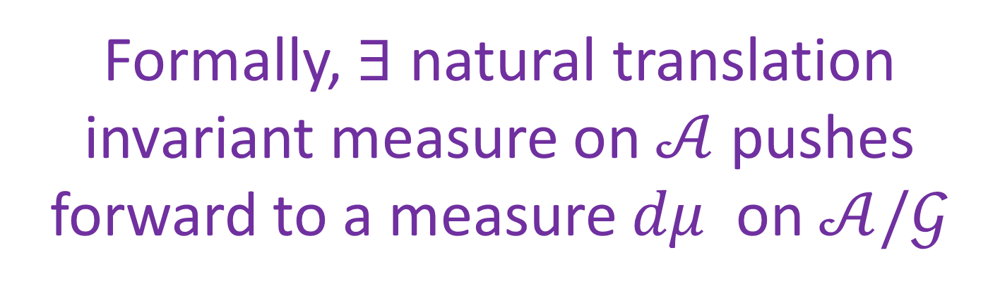 Formally, ∃ natural translation
invariant measure on 𝒜 pushes
forward to a measure 𝑑𝜇 on 𝒜/𝒢